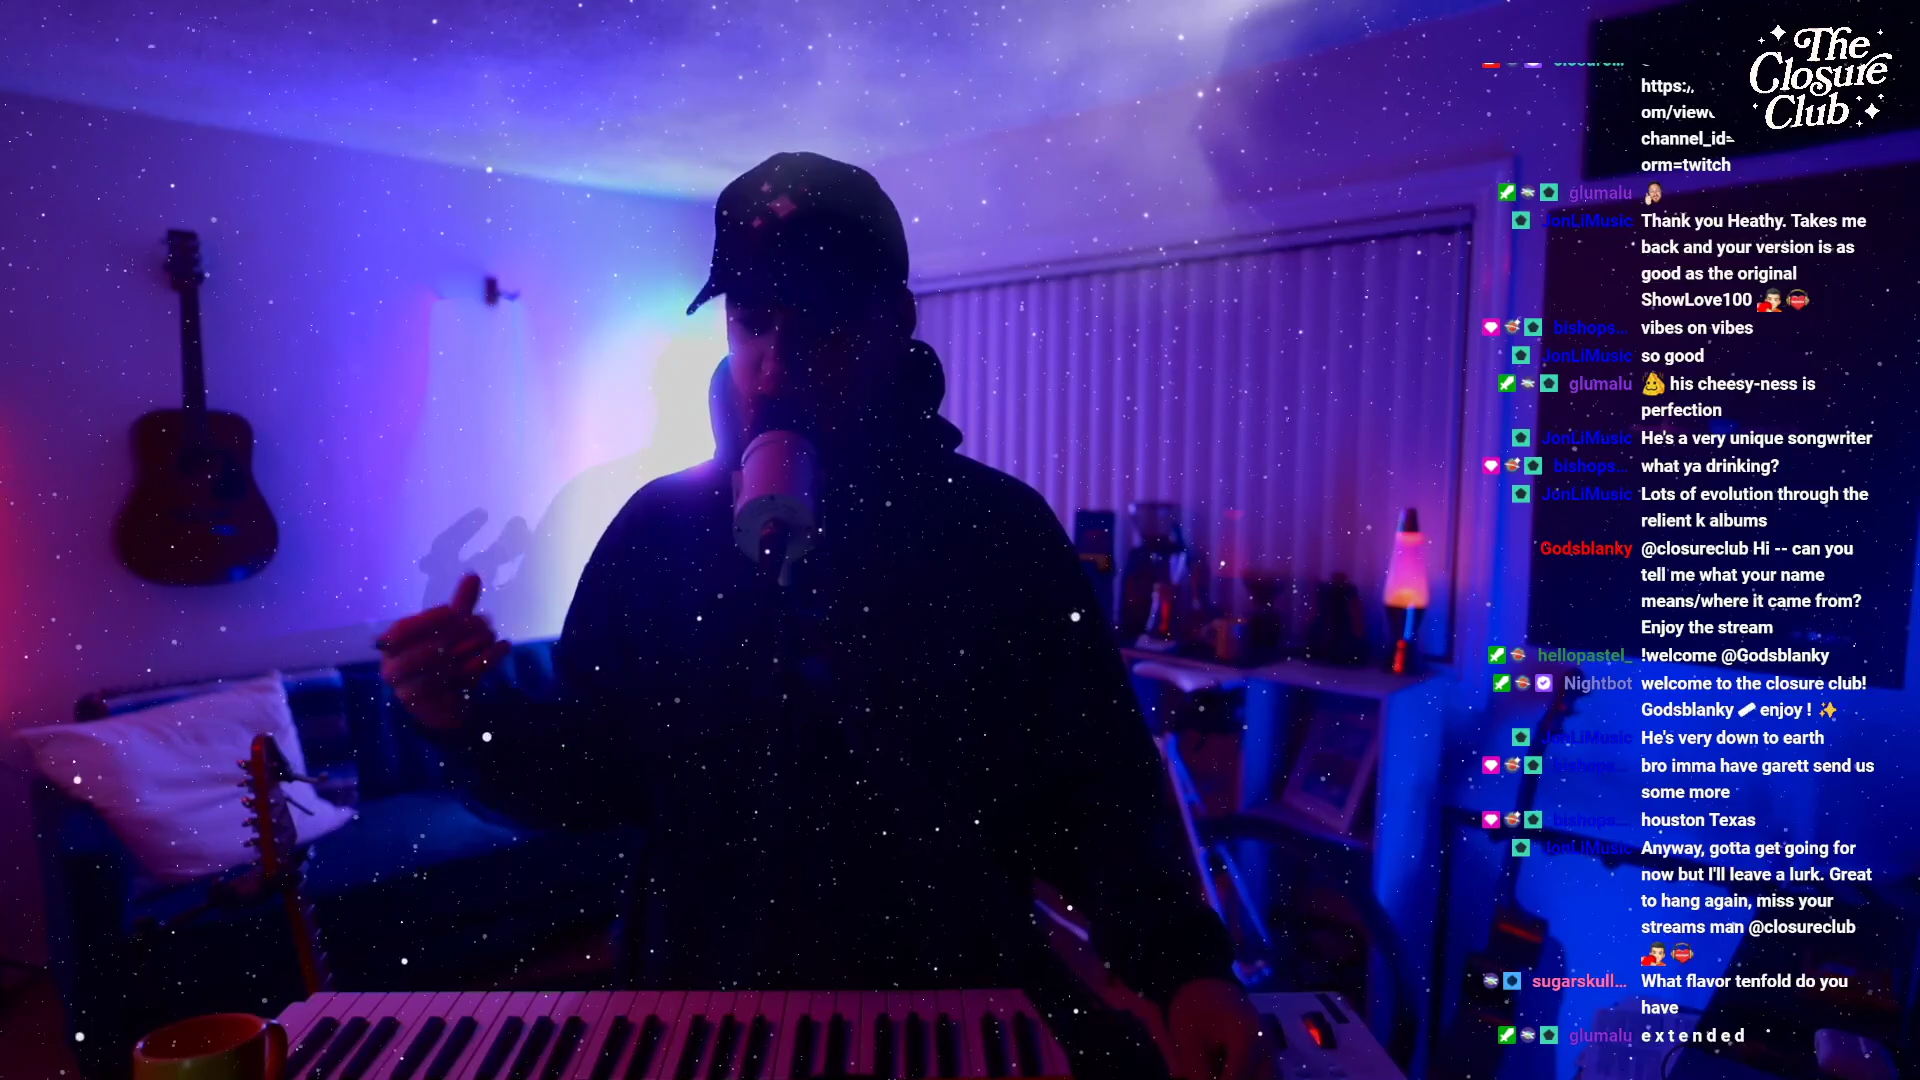 The
Closure
Club
https:/
om/view
channel_id=
orm=twitch
glumalu
JonLiMusic Thank you Heathy. Takes me
back and your version is as
good as the original
ShowLove100
bishops... vibes on vibes
JonLiMusic so good
glumalu his cheesy-ness is
perfection
JonLiMusic He's a very unique songwriter
bishops... what ya drinking?
JonLiMusic Lots of evolution through the
relient k albums
Godsblanky @closureclub Hi -- can you
tell me what your name
means/where it came from?
Enjoy the stream
hellopastel_ !welcome @Godsblanky
Nightbot welcome to the closure club!
Godsblanky enjoy ! ✨
JonLiMusic He's very down to earth
bishops... bro imma have garett send us
some more
bishops... houston Texas
JonLiMusic Anyway, gotta get going for
now but I'll leave a lurk. Great
to hang again, miss your
streams man @closureclub
sugarskull... What flavor tenfold do you
have
glumalu e x t e n d e d